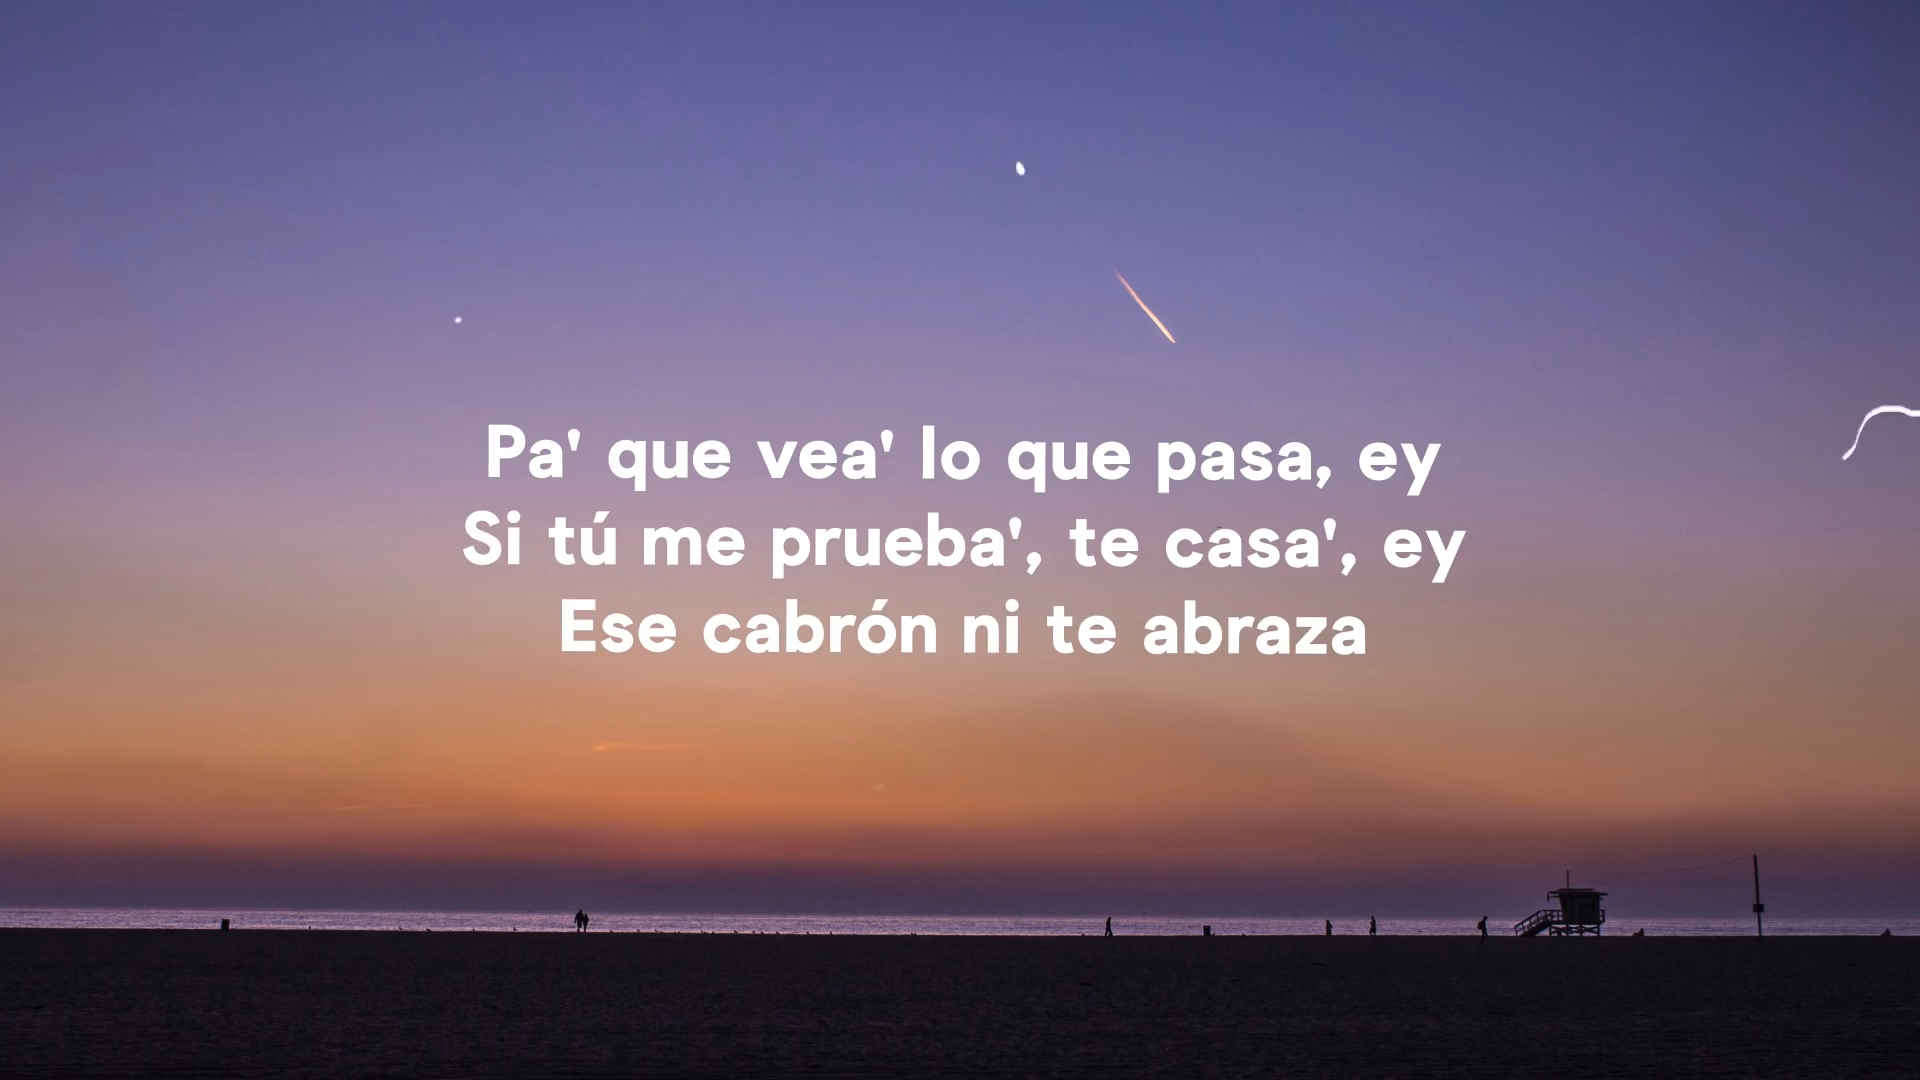 Pa' que vea' lo que pasa, ey
Si tú me prueba', te casa', ey
Ese cabrón ni te abraza